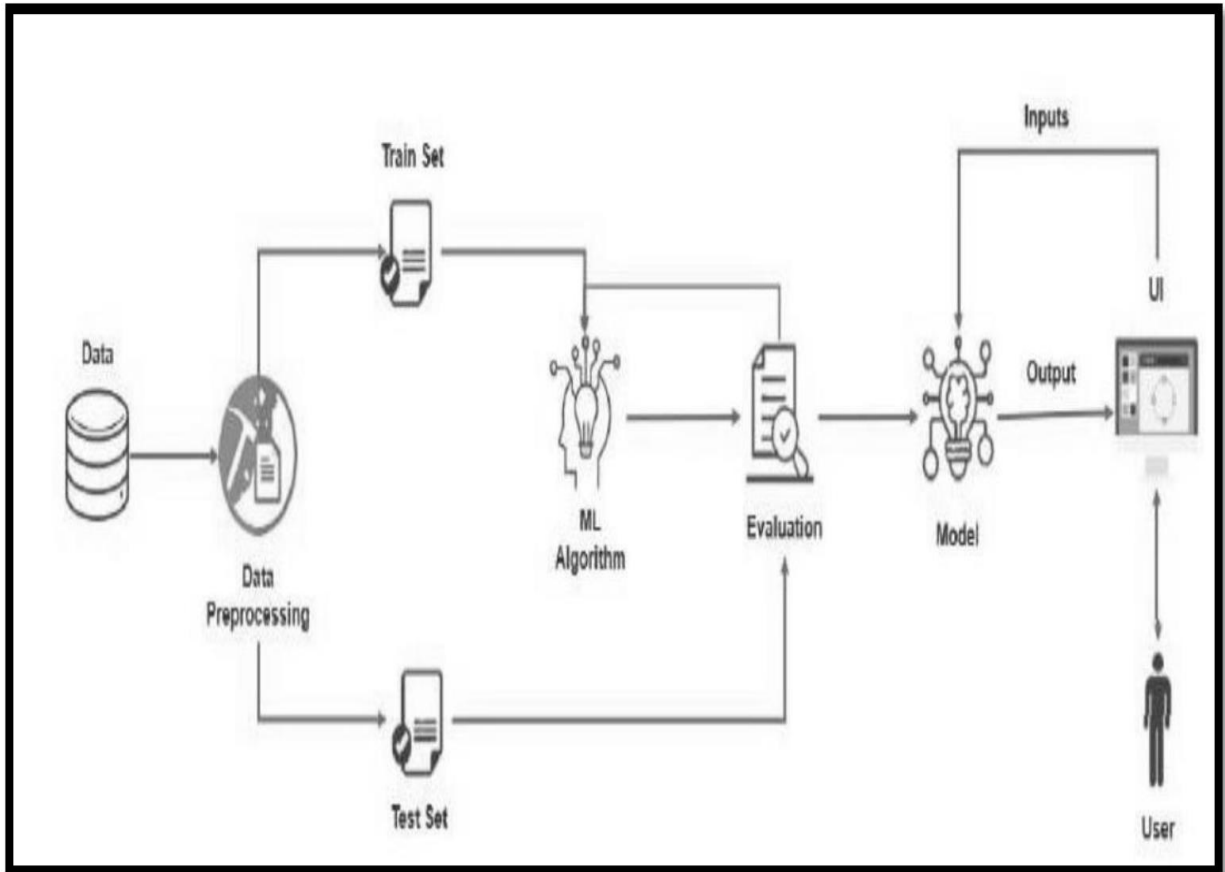 Inputs
Train Set
UI
Data
Output
ML
Algorithm
Evaluation
Model
Data
Preprocessing
Test Set
User